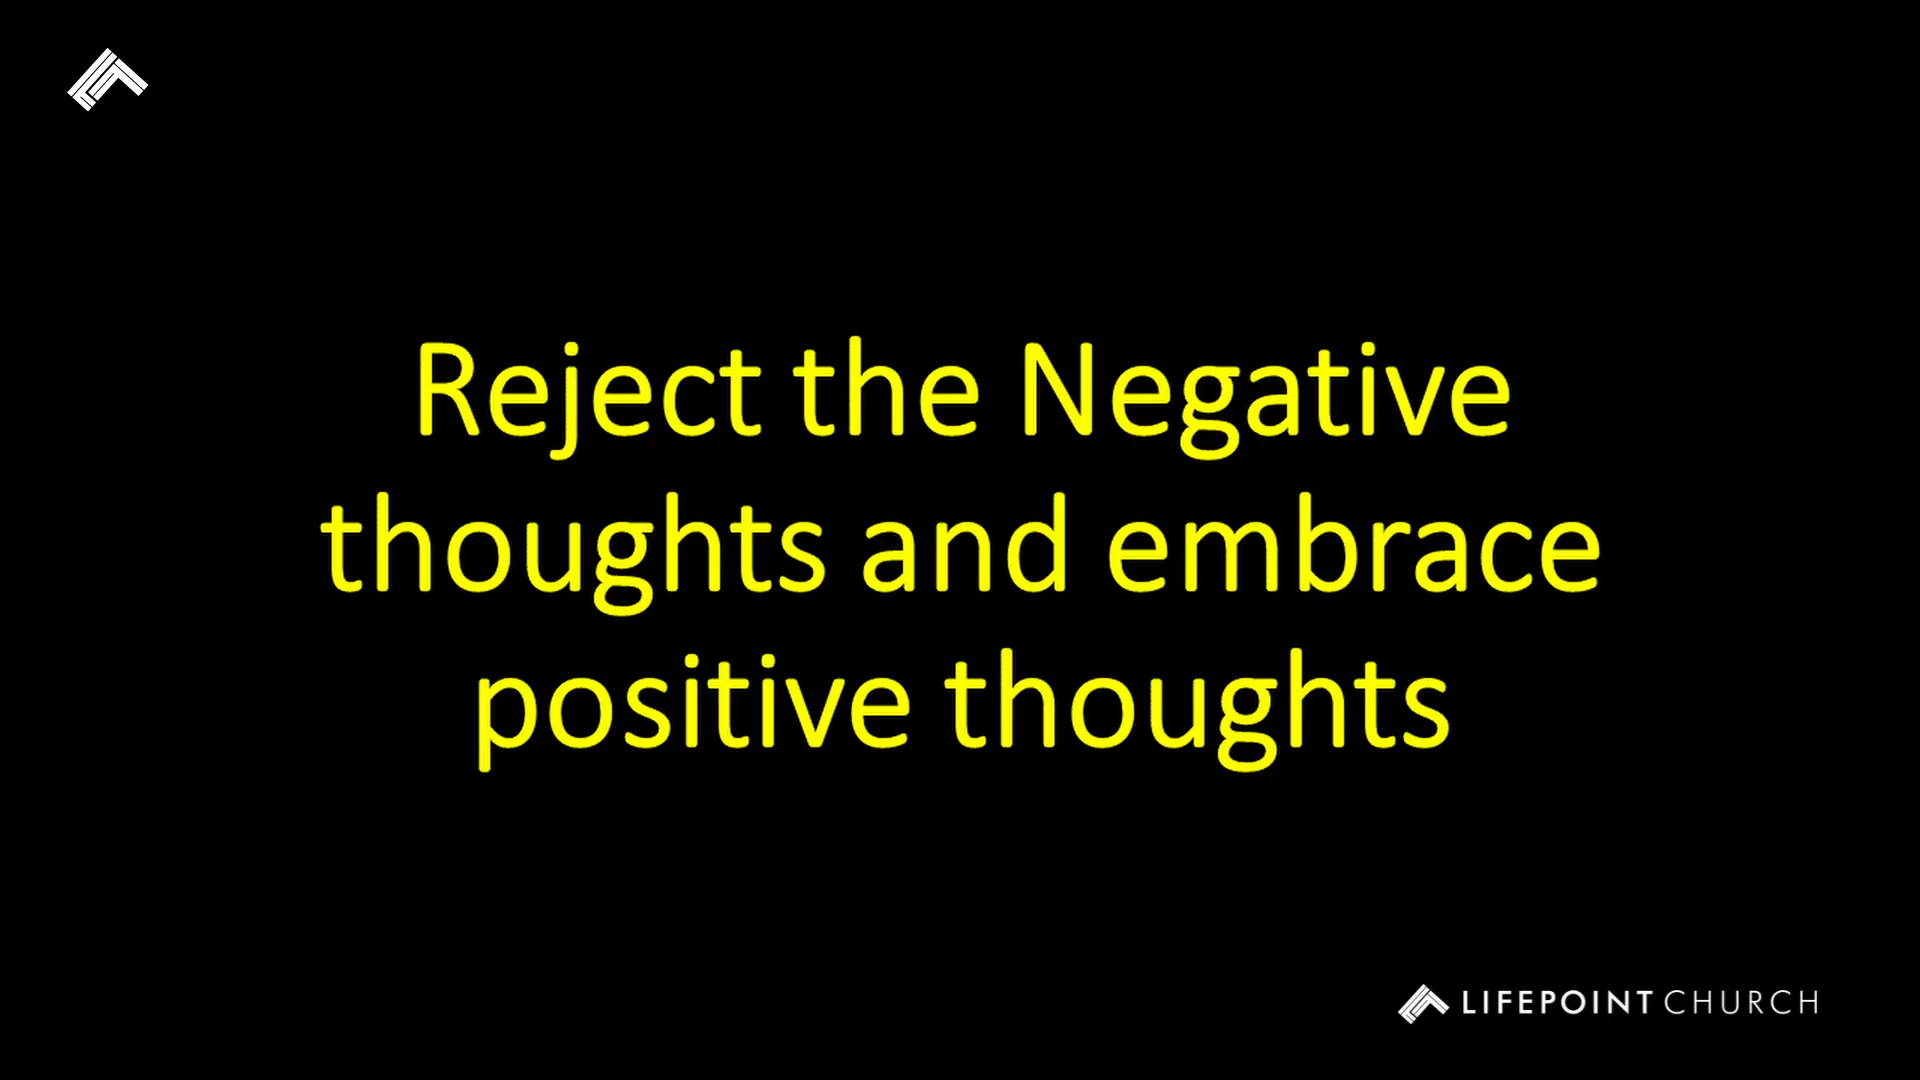 Reject the Negative
thoughts and embrace
positive thoughts
LIFEPOINT CHURCH